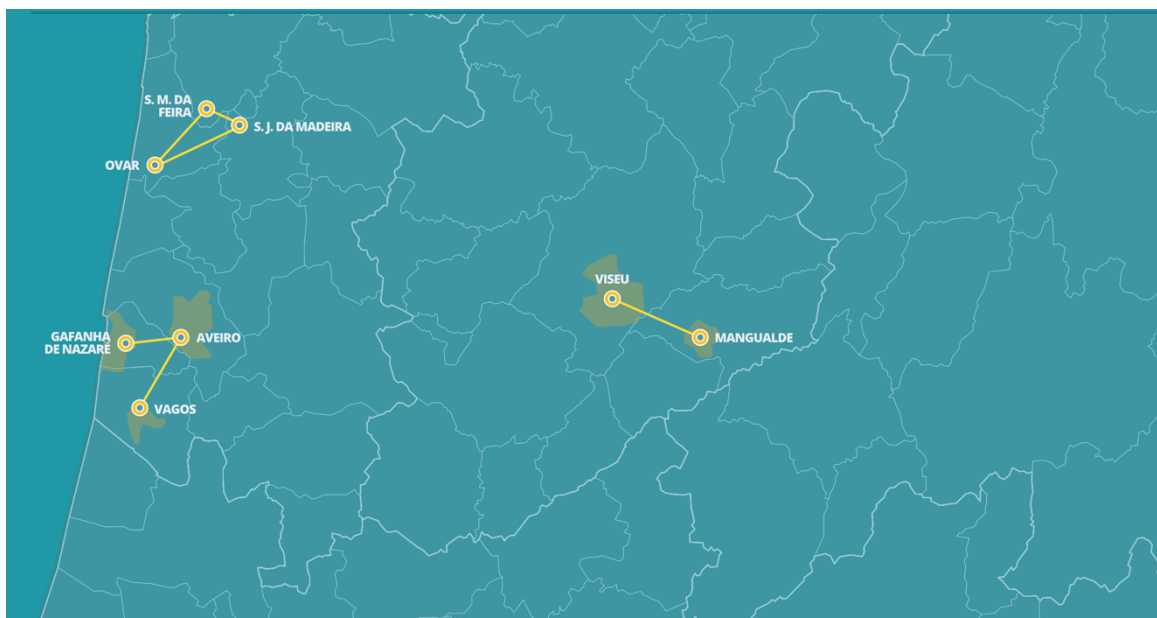 S. M. DA
FEIRA
S. J. DA MADEIRA
OVAR
VISEU
GAFANHA
DE NAZARÉ
AVEIRO
MANGUALDE
VAGOS